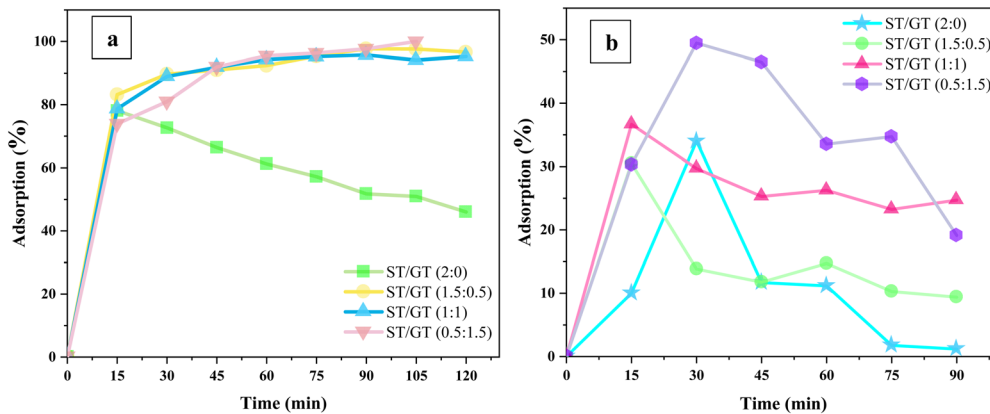 a
Adsorption (%)
100
80
60
40
20
0
ST/GT (2:0)
ST/GT (1.5:0.5)
ST/GT (1:1)
ST/GT (0.5:1.5)
0 15 30 45 60 75 90 105 120
Time (min)
b
Adsorption (%)
50
40
30
20
10
0
ST/GT (2:0)
ST/GT (1.5:0.5)
ST/GT (1:1)
ST/GT (0.5:1.5)
0 15 30 45 60 75 90
Time (min)